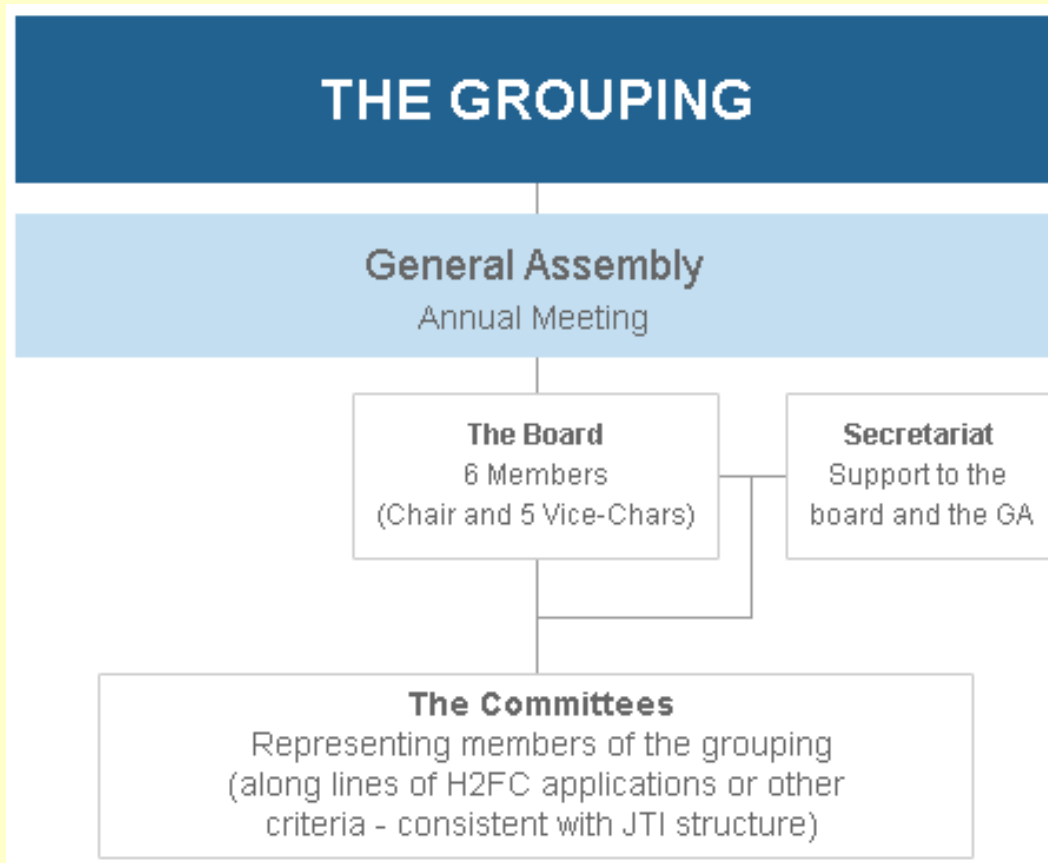 THE GROUPING
General Assembly
Annual Meeting
The Board
6 Members
(Chair and 5 Vice-Chars)
Secretariat
Support to the
board and the GA
The Committees
Representing members of the grouping
(along lines of H2FC applications or other
criteria - consistent with JTI structure)